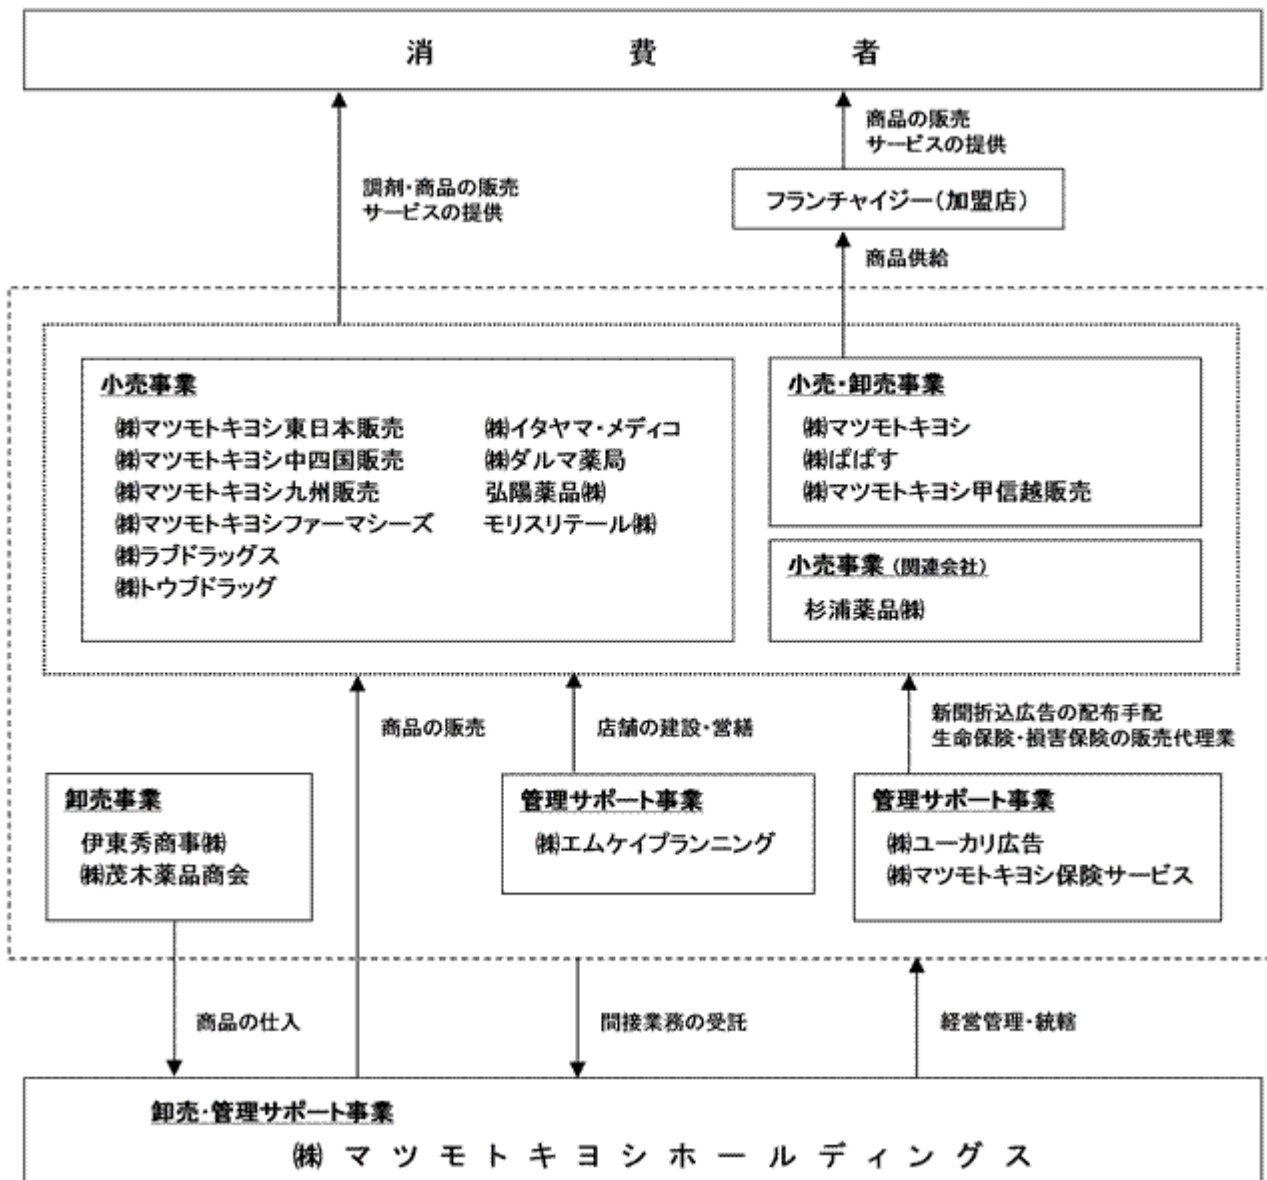 消費者
商品の販売
サービスの提供
調剤・商品の販売
サービスの提供
フランチャイジー(加盟店)
商品供給
小売事業
㈱マツモトキヨシ東日本販売
㈱マツモトキヨシ中四国販売
㈱マツモトキヨシ九州販売
㈱マツモトキヨシファーマシーズ
㈱ラブドラッグス
㈱トウブドラッグ
㈱イタヤマ・メディコ
㈱ダルマ薬局
弘陽薬品㈱
モリスリテール㈱
小売・卸売事業
㈱マツモトキヨシ
㈱ぱぱす
㈱マツモトキヨシ甲信越販売
小売事業(関連会社)
杉浦薬品㈱
商品の販売
店舗の建設・営繕
新聞折込広告の配布手配
生命保険・損害保険の販売代理業
卸売事業
伊東秀商事㈱
㈱茂木薬品商会
管理サポート事業
㈱エムケイプランニング
管理サポート事業
㈱ユーカリ広告
㈱マツモトキヨシ保険サービス
商品の仕入
間接業務の受託
経営管理・統轄
卸売・管理サポート事業
㈱マツモトキヨシホールディングス